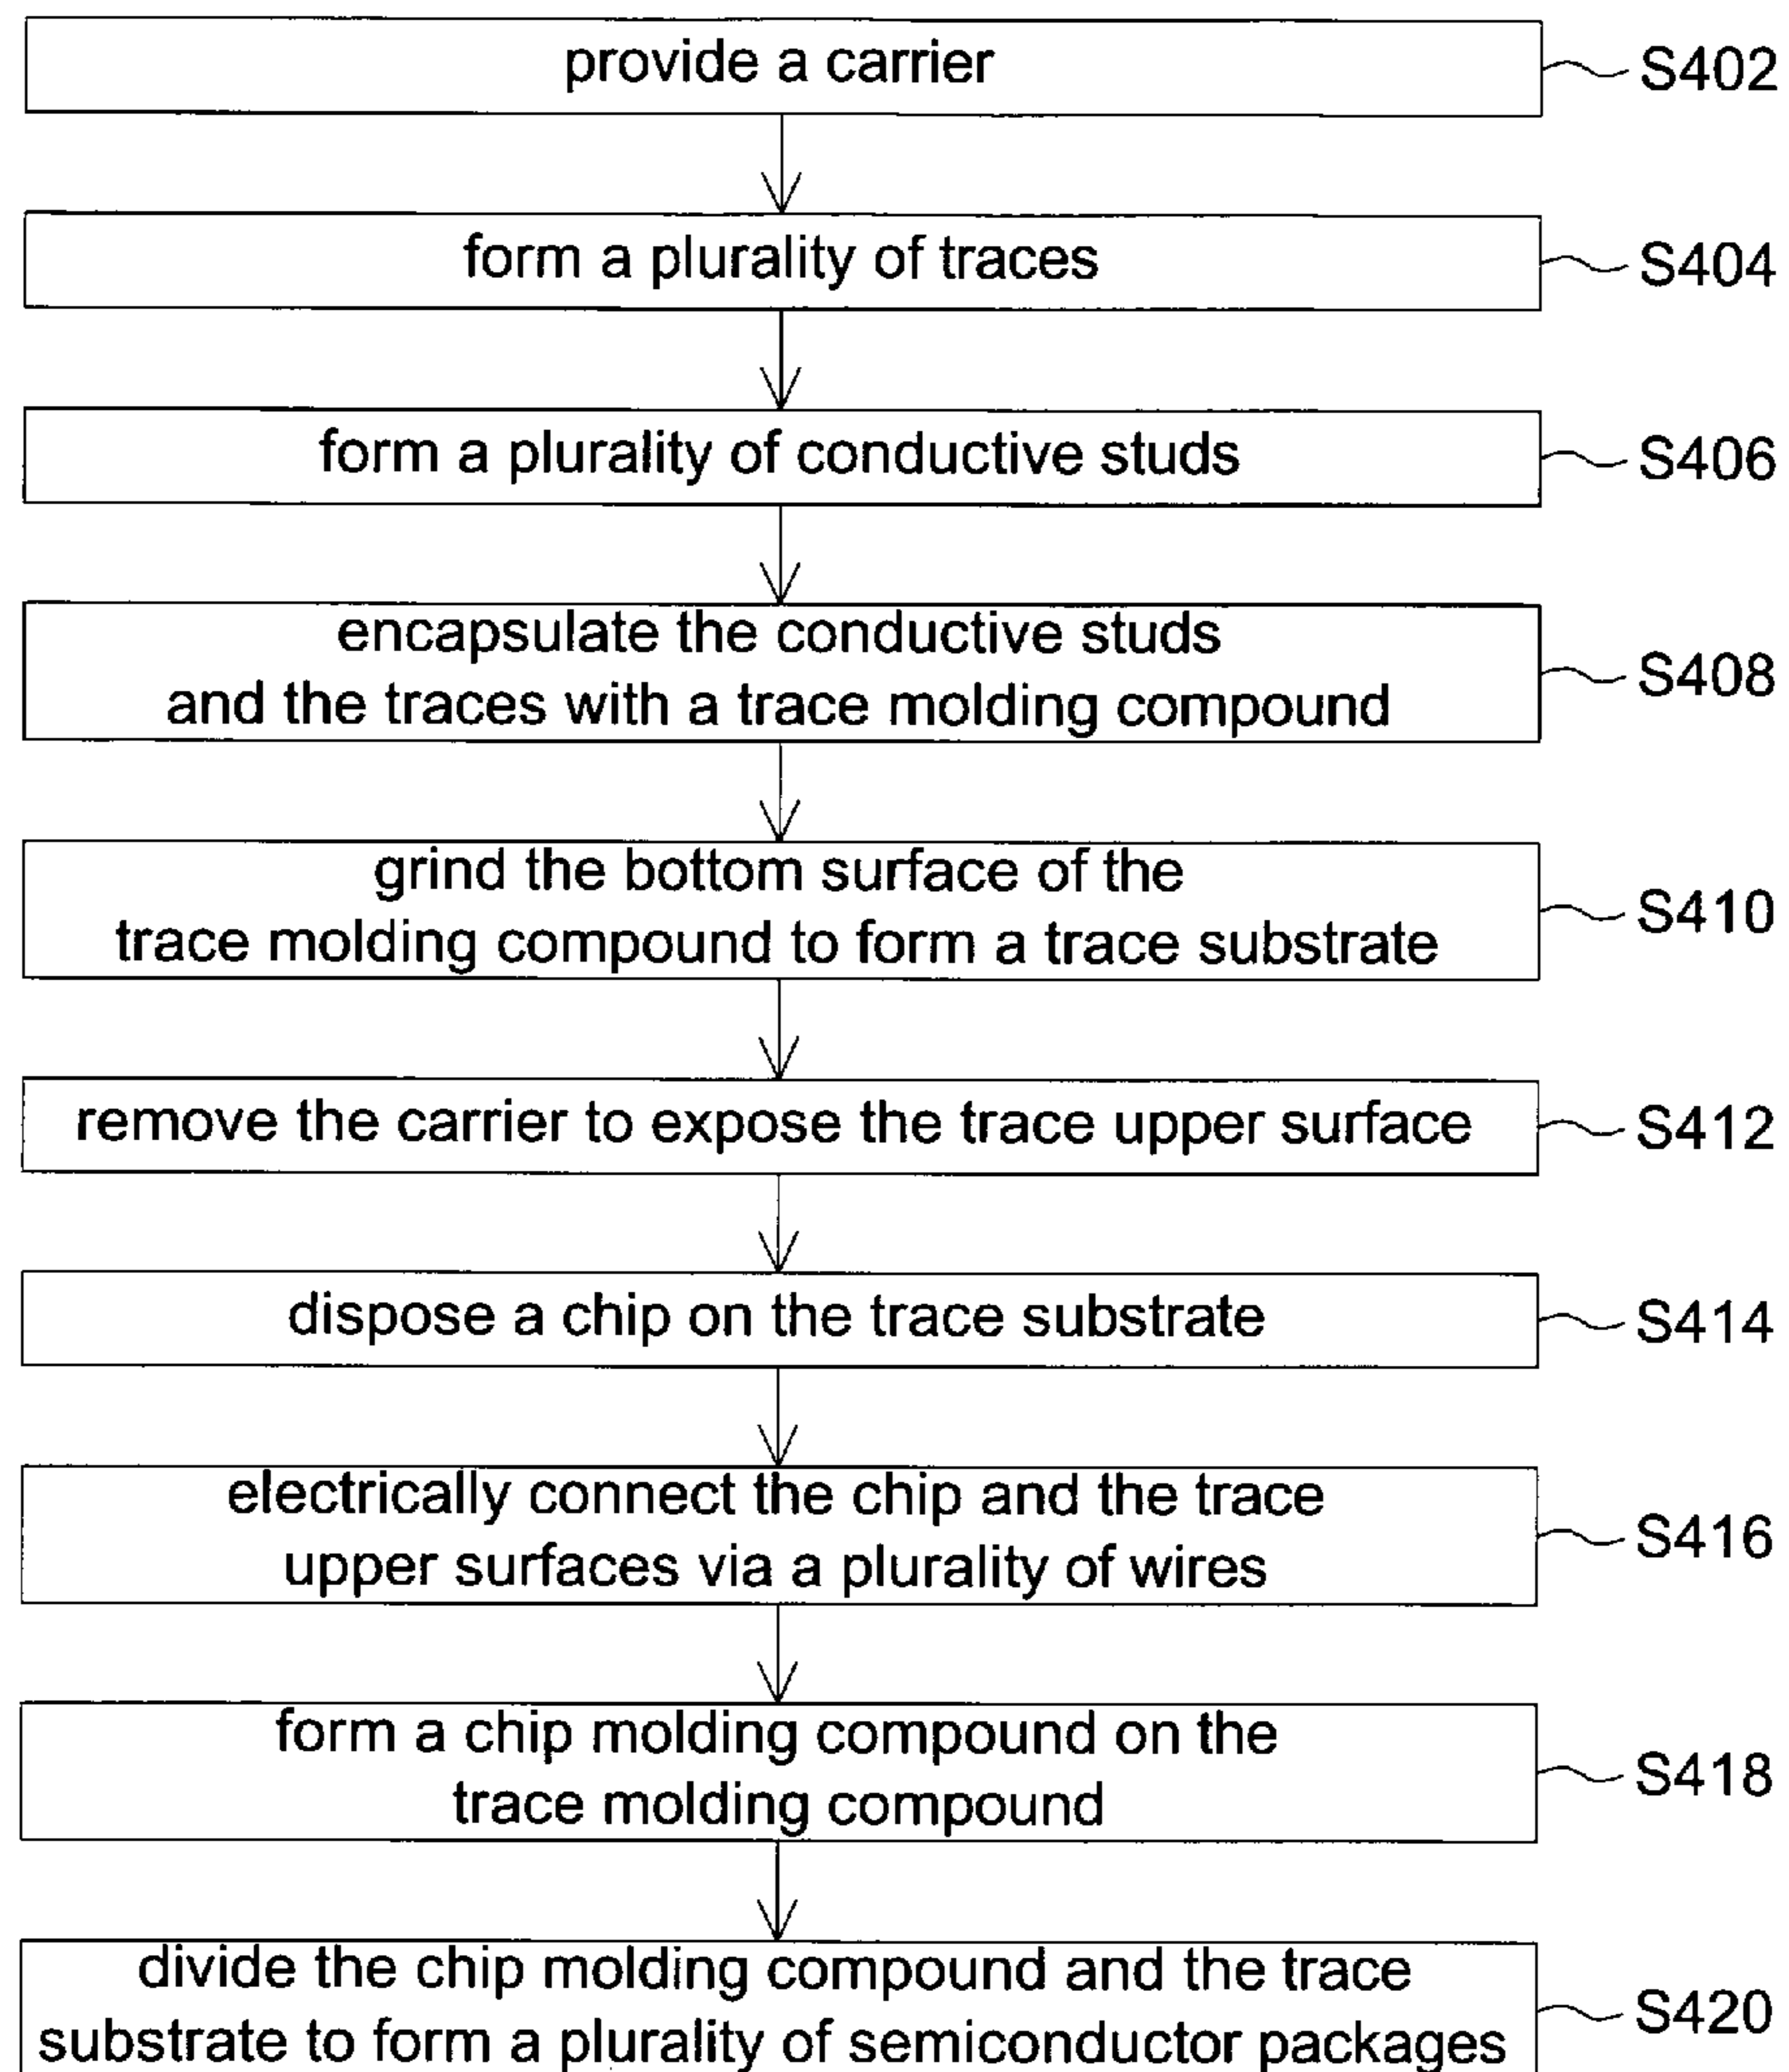 provide a carrier
S402
form a plurality of traces
S404
form a plurality of conductive studs
S406
encapsulate the conductive studs
and the traces with a trace molding compound
S408
grind the bottom surface of the
trace molding compound to form a trace substrate
S410
remove the carrier to expose the trace upper surface
S412
dispose a chip on the trace substrate
S414
electrically connect the chip and the trace
upper surfaces via a plurality of wires
S416
form a chip molding compound on the
trace molding compound
S418
divide the chip molding compound and the trace
substrate to form a plurality of semiconductor packages
S420